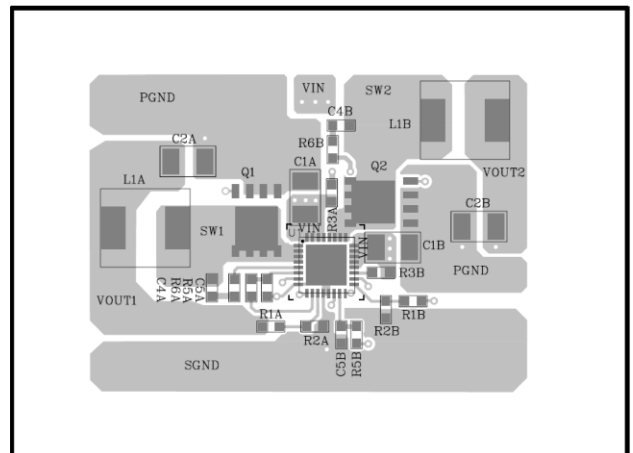 PGND
VIN
SW2
C4B
L1B
C2A
R6B
C1A
Q1
Q2
VOUT2
L1A
R3A
C2B
SW1
U1
VIN
VIN
C1B
PGND
R3B
VOUT1
C4A
R6A
R5A
C5A
R1A
R2A
R1B
R2B
C5B
R5B
SGND